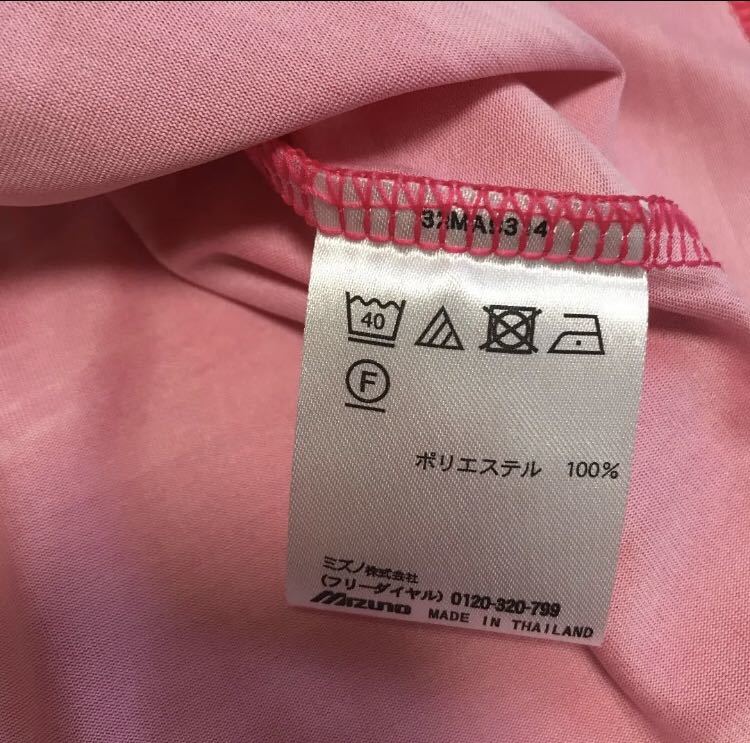 40
F
ポリエステル 100%
ミズノ株式会社
(フリーダイヤル) 0120-320-799
Mizuno MADE IN THAILAND